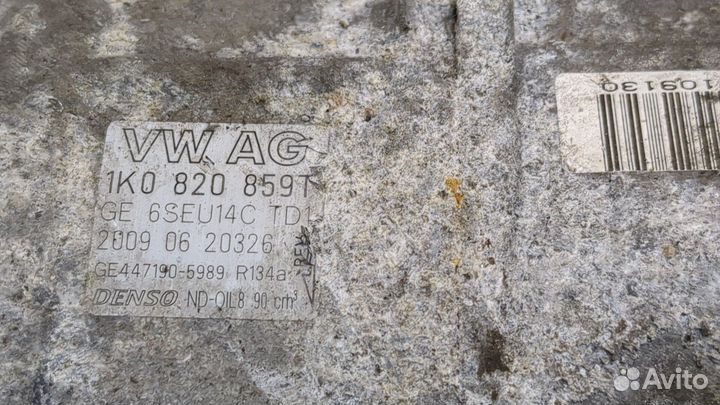 VW AG
1K0 820 859T
GE 6SEU14C TD1
2009 06 20326
GE447190-5989 R134a
DENSO ND-OIL8 90 cm³
109130
Avito